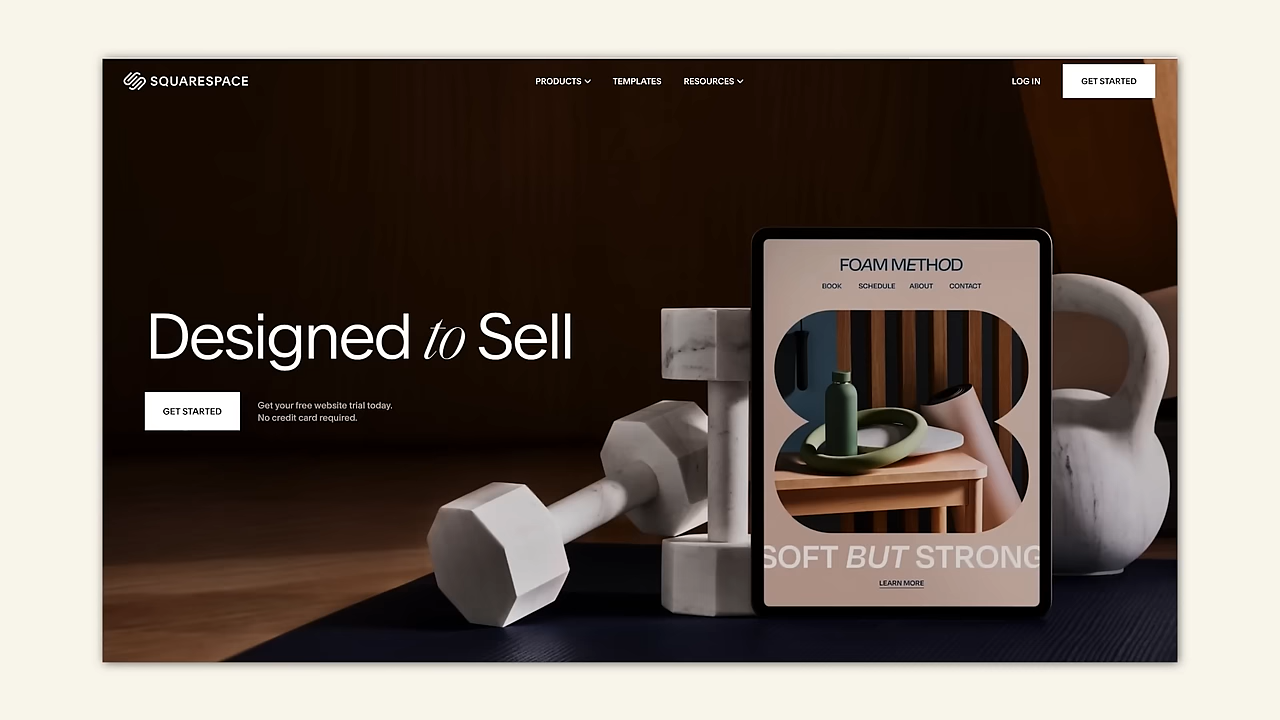 SQUARESPACE
PRODUCTS
TEMPLATES
RESOURCES
LOG IN
GET STARTED
Designed to Sell
GET STARTED
Get your free website trial today.
No credit card required.
FOAM METHOD
BOOK
SCHEDULE
ABOUT
CONTACT
SOFT BUT STRONG
LEARN MORE